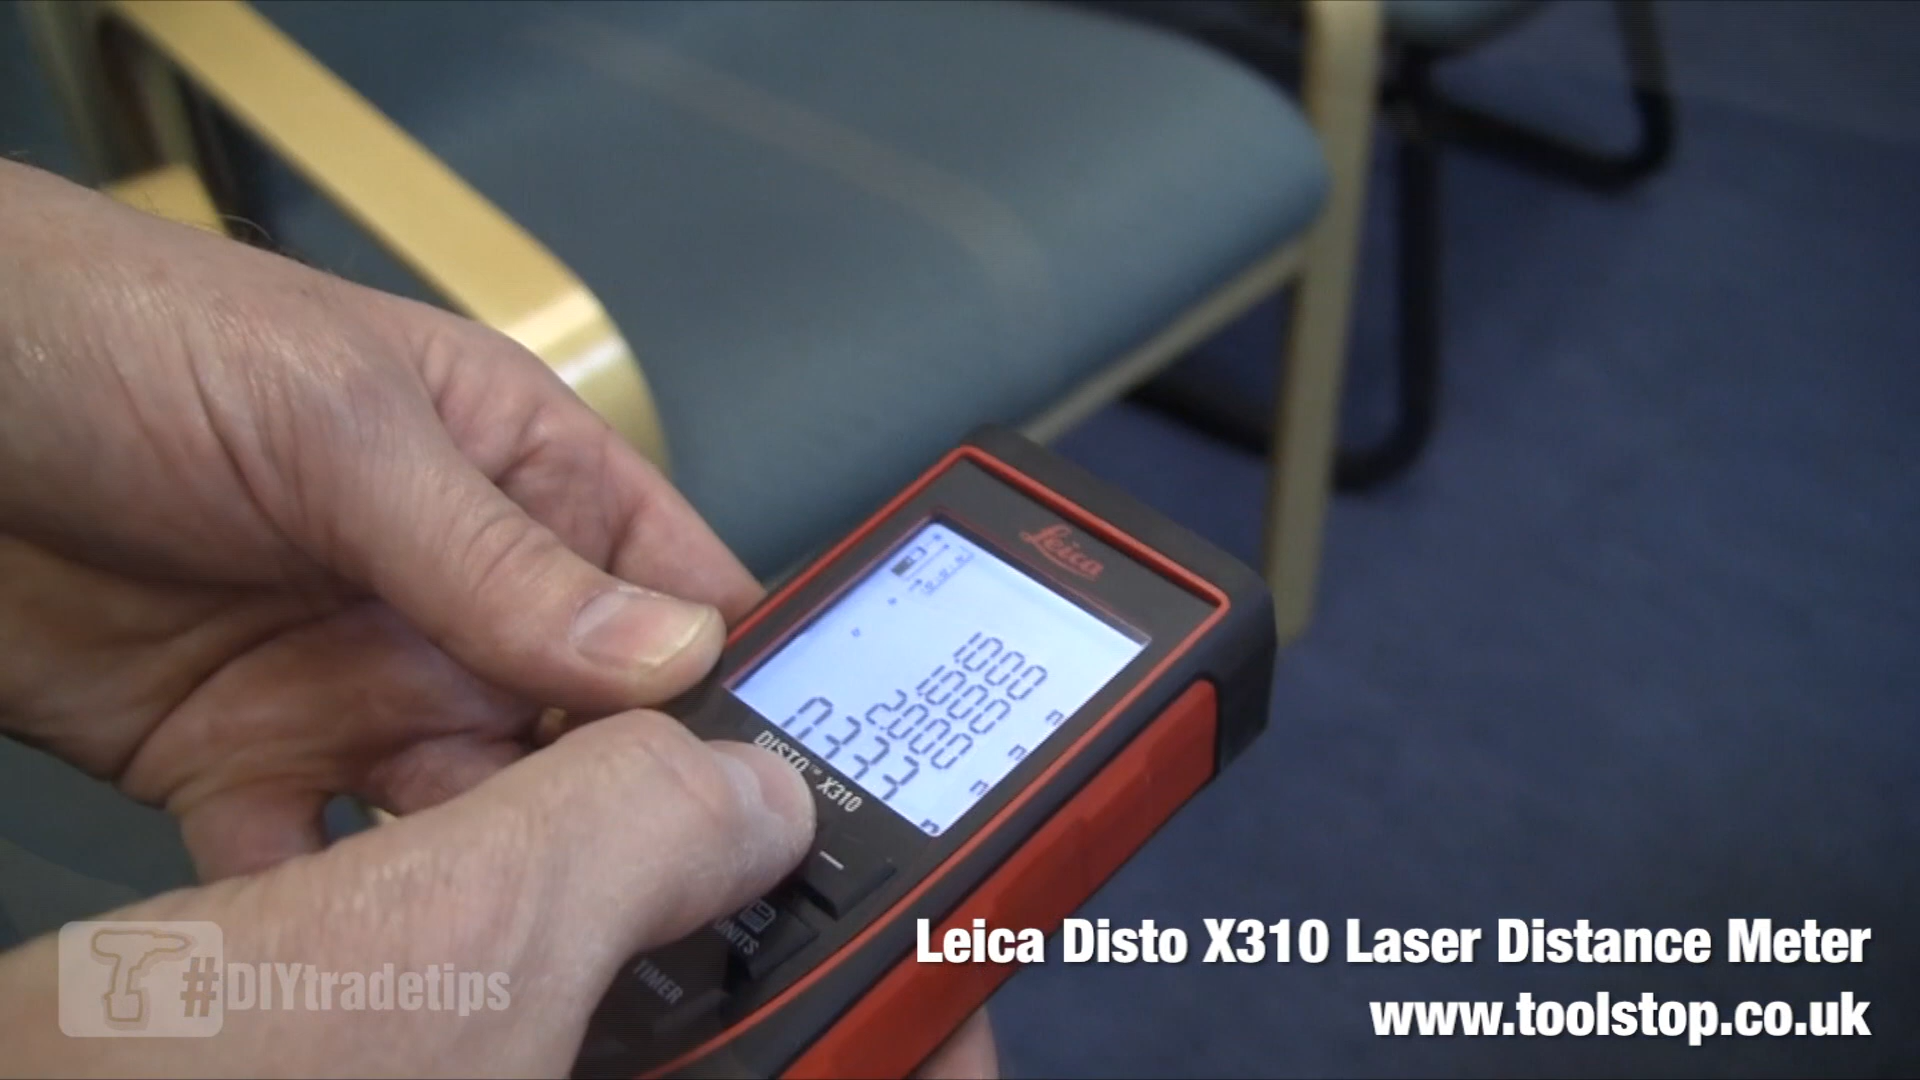 Leica
1.000
1.000 m
2.000 m
0.333 m
DISTO™ X310
UNITS
TIMER
Leica Disto X310 Laser Distance Meter
www.toolstop.co.uk
#DIYtradetips